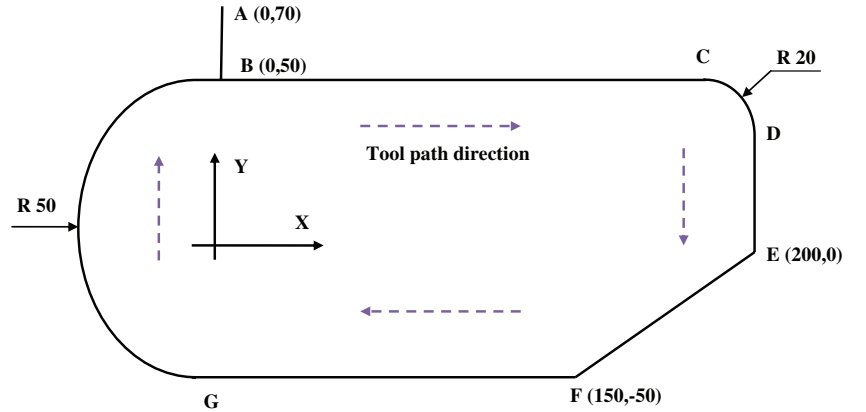 A (0,70)
B (0,50)
C
R 20
D
Tool path direction
Y
X
R 50
E (200,0)
F (150,-50)
G